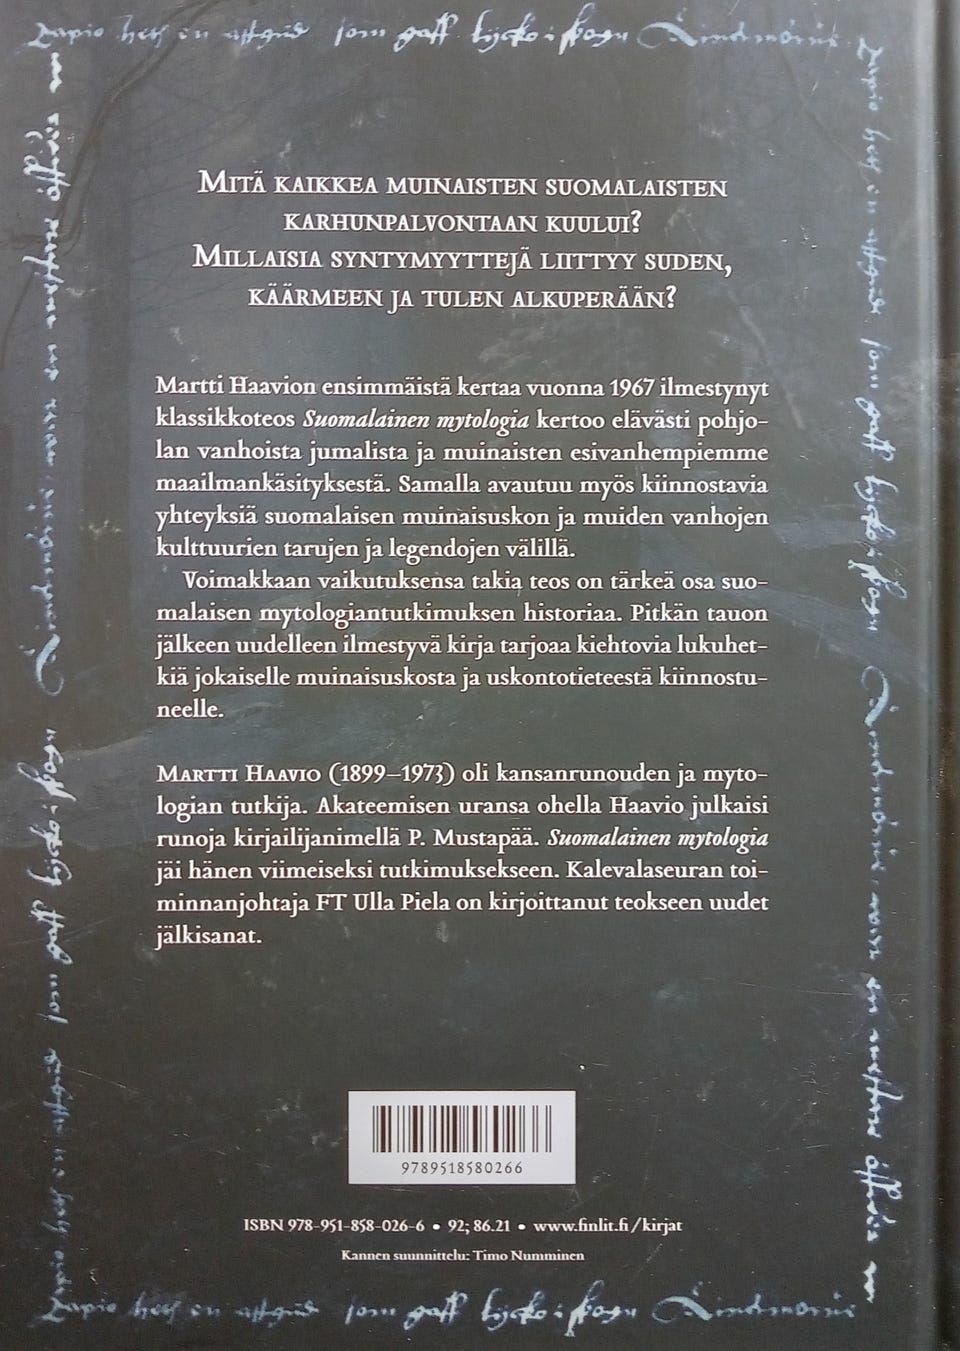 MITÄ KAIKKEA MUINAISTEN SUOMALAISTEN
KARHUNPALVONTAAN KUULUI?
MILLAISIA SYNTYMYYTTEJÄ LIITTYY SUDEN,
KÄÄRMEEN JA TULEN ALKUPERÄÄN?
Martti Haavion ensimmäistä kertaa vuonna 1967 ilmestynyt
klassikkoteos Suomalainen mytologia kertoo elävästi pohjo-
lan vanhoista jumalista ja muinaisten esivanhempiemme
maailmankäsityksestä. Samalla avautuu myös kiinnostavia
yhteyksiä suomalaisen muinaisuskon ja muiden vanhojen
kulttuurien tarujen ja legendojen välillä.
Voimakkaan vaikutuksensa takia teos on tärkeä osa suo-
malaisen mytologiantutkimuksen historiaa. Pitkän tauon
jälkeen uudelleen ilmestyvä kirja tarjoaa kiehtovia lukuhet-
kiä jokaiselle muinaisuskosta ja uskontotieteestä kiinnostu-
neelle.
MARTTI HAAVIO (1899–1973) oli kansanrunouden ja myto-
logian tutkija. Akateemisen uransa ohella Haavio julkaisi
runoja kirjailijanimellä P. Mustapää. Suomalainen mytologia
jäi hänen viimeiseksi tutkimuksekseen. Kalevalaseuran toi-
minnanjohtaja FT Ulla Piela on kirjoittanut teokseen uudet
jälkisanat.
9789518580266
ISBN 978-951-858-026-6 • 92; 86.21 • www.finlit.fi/kirjat
Kannen suunnittelu: Timo Numminen